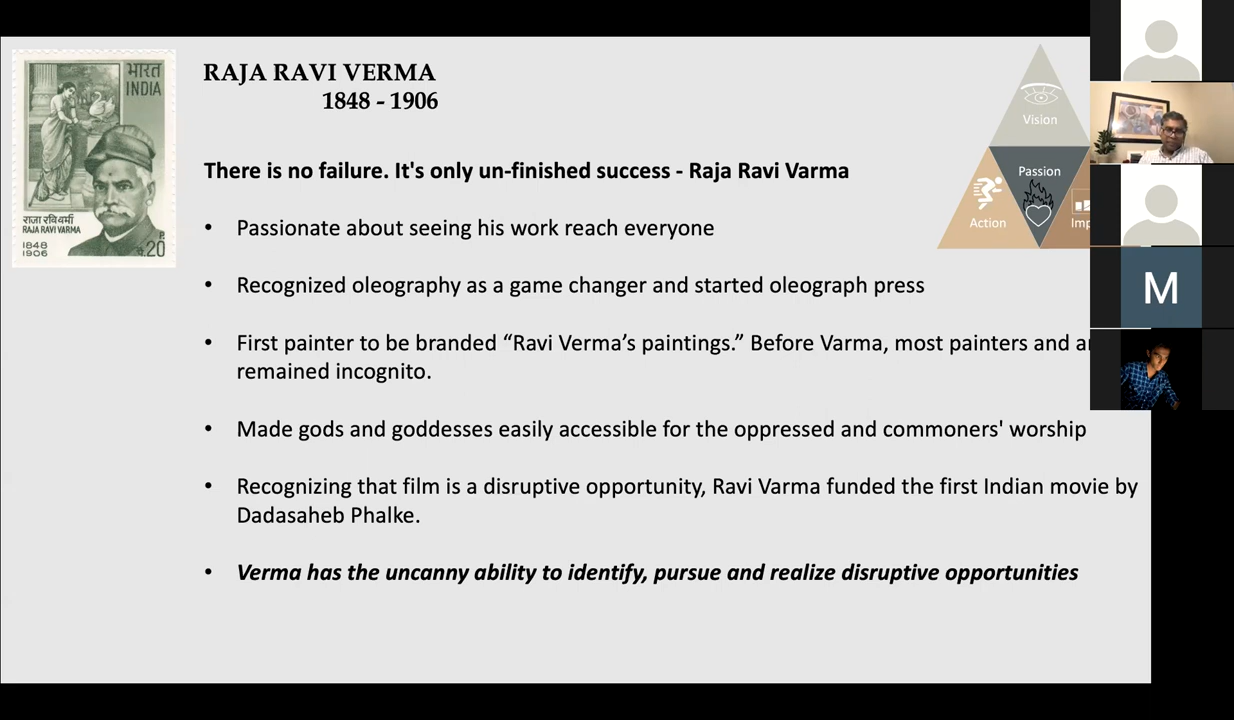 भारत
INDIA
राजा रवि वर्मा
RAJA RAVI VARMA
1848
1906
P.
रु.20
RAJA RAVI VERMA
1848 - 1906
Vision
Passion
Action
Imp
There is no failure. It's only un-finished success - Raja Ravi Varma
• Passionate about seeing his work reach everyone
• Recognized oleography as a game changer and started oleograph press
• First painter to be branded “Ravi Verma’s paintings.” Before Varma, most painters and
remained incognito.
• Made gods and goddesses easily accessible for the oppressed and commoners' worship
• Recognizing that film is a disruptive opportunity, Ravi Varma funded the first Indian movie by
Dadasaheb Phalke.
• Verma has the uncanny ability to identify, pursue and realize disruptive opportunities
M